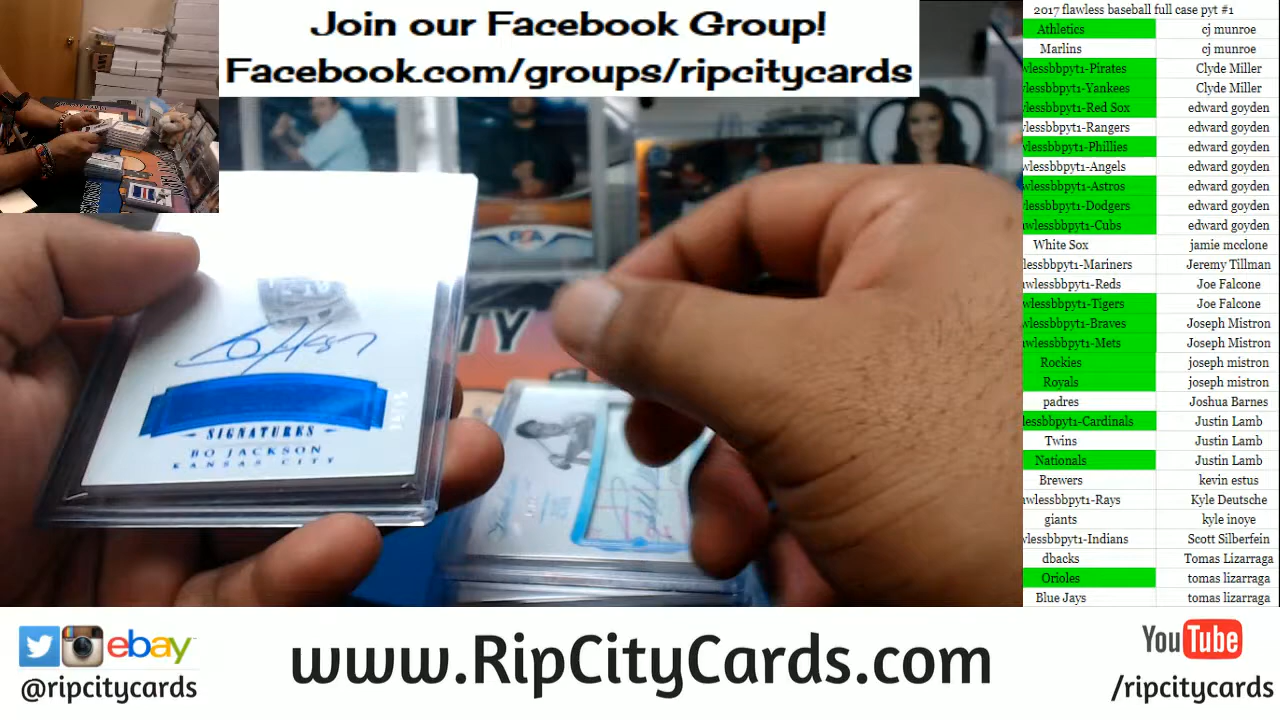 Join our Facebook Group!
Facebook.com/groups/ripcitycards
2017 flawless baseball full case pyt #1
Athletics cj munroe
Marlins cj munroe
wlessbbpyt1-Pirates Clyde Miller
wlessbbpyt1-Yankees Clyde Miller
wlessbbpyt1-Red Sox edward goyden
wlessbbpyt1-Rangers edward goyden
wlessbbpyt1-Phillies edward goyden
wlessbbpyt1-Angels edward goyden
wlessbbpyt1-Astros edward goyden
wlessbbpyt1-Dodgers edward goyden
wlessbbpyt1-Cubs edward goyden
White Sox jamie mcclone
lessbbpyt1-Mariners Jeremy Tillman
wlessbbpyt1-Reds Joe Falcone
wlessbbpyt1-Tigers Joe Falcone
wlessbbpyt1-Braves Joseph Mistron
wlessbbpyt1-Mets Joseph Mistron
Rockies joseph mistron
Royals joseph mistron
padres Joshua Barnes
lessbbpyt1-Cardinals Justin Lamb
Twins Justin Lamb
Nationals Justin Lamb
Brewers kevin estus
wlessbbpyt1-Rays Kyle Deutsche
giants kyle inoye
wlessbbpyt1-Indians Scott Silberfein
dbacks Tomas Lizarraga
Orioles tomas lizarraga
Blue Jays tomas lizarraga
PSA
TY
SIGNATURES
BO JACKSON
KANSAS CITY
ebay
@ripcitycards
www.RipCityCards.com
YouTube
/ripcitycards